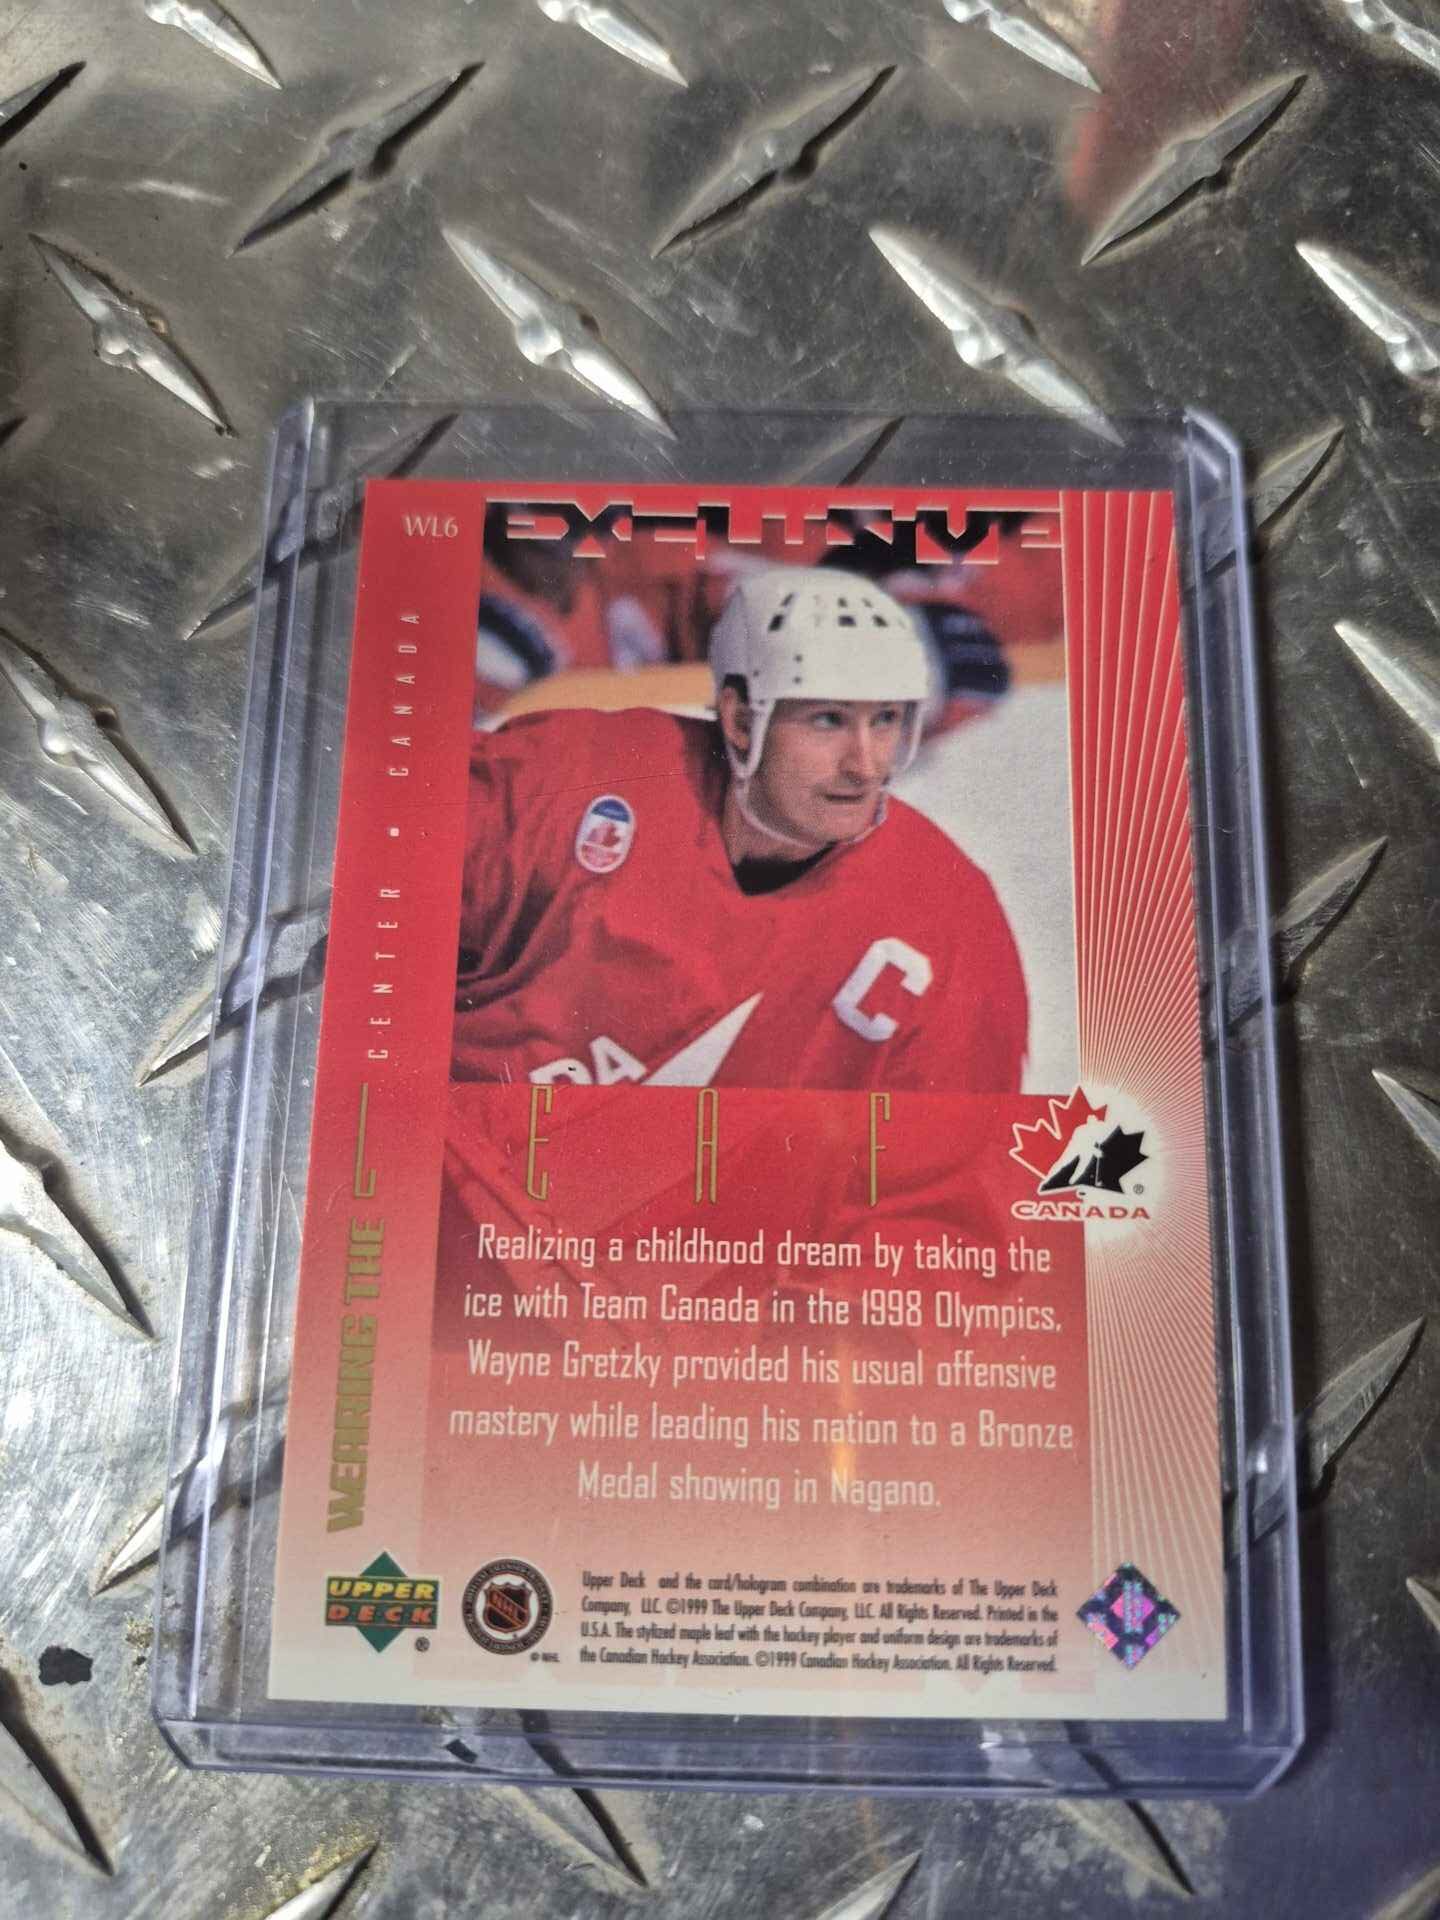 WL6
EXCLUSIVE
CENTER • CANADA
WEARING THE L
E A F
C
DA
CANADA
®
Realizing a childhood dream by taking the
ice with Team Canada in the 1998 Olympics,
Wayne Gretzky provided his usual offensive
mastery while leading his nation to a Bronze
Medal showing in Nagano.
UPPER
DECK
®
NHL
© NHL
Upper Deck and the card/hologram combination are trademarks of The Upper Deck
Company, LLC. ©1999 The Upper Deck Company, LLC. All Rights Reserved. Printed in the
U.S.A. The stylized maple leaf with the hockey player and uniform design are trademarks of
the Canadian Hockey Association. ©1999 Canadian Hockey Association. All Rights Reserved.